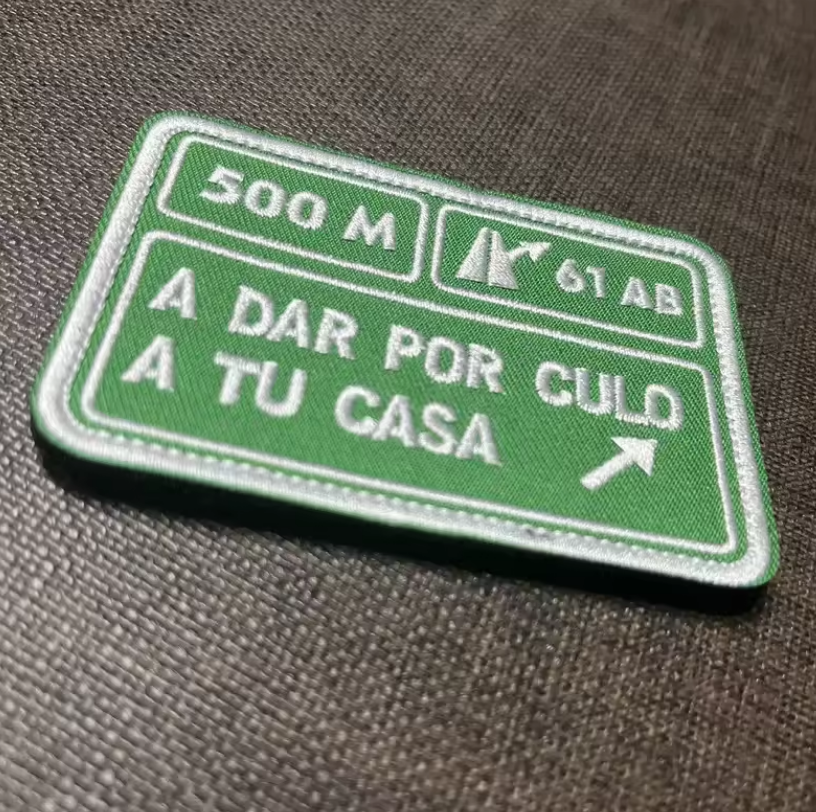 500 M
61 AB
A DAR POR CULO
A TU CASA